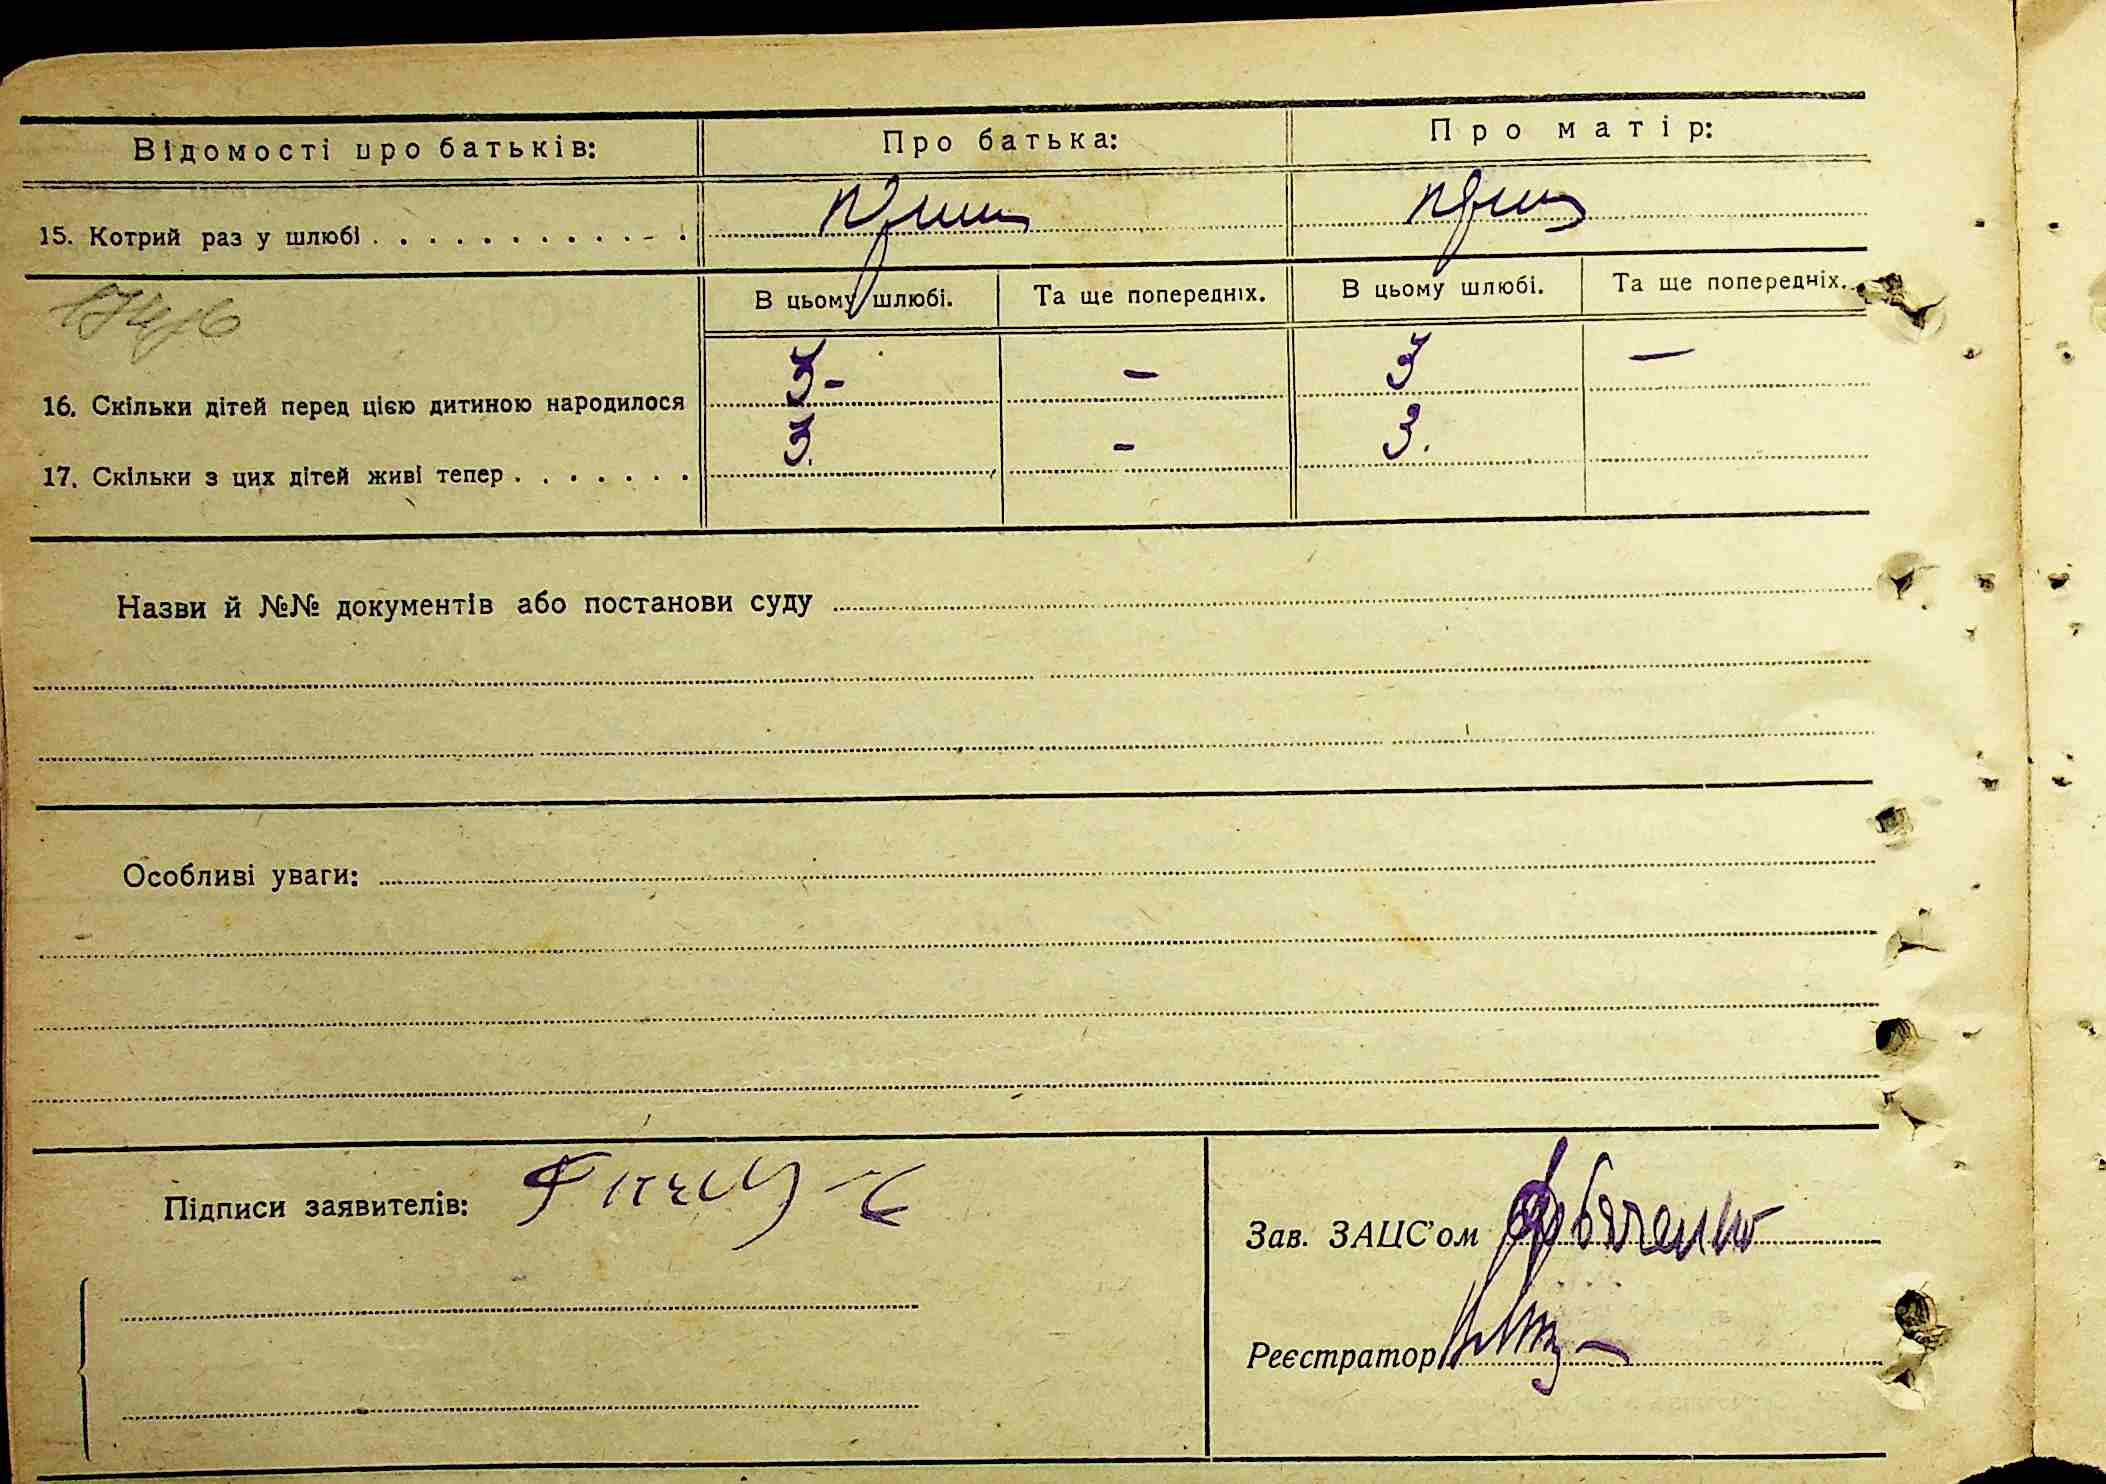 Відомості про батьків: Про батька: Про матір:
15. Котрий раз у шлюбі . . . . . . . . . . . .
В цьому шлюбі. Та ще попередніх. В цьому шлюбі. Та ще попередніх.
16. Скільки дітей перед цією дитиною народилося 3- - 3 -
17. Скільки з цих дітей живі тепер . . . . . . . 3. - 3.
Назви й №№ документів або постанови суду
Особливі уваги:
Підписи заявителів:
Зав. ЗАЦС'ом
Реєстратор